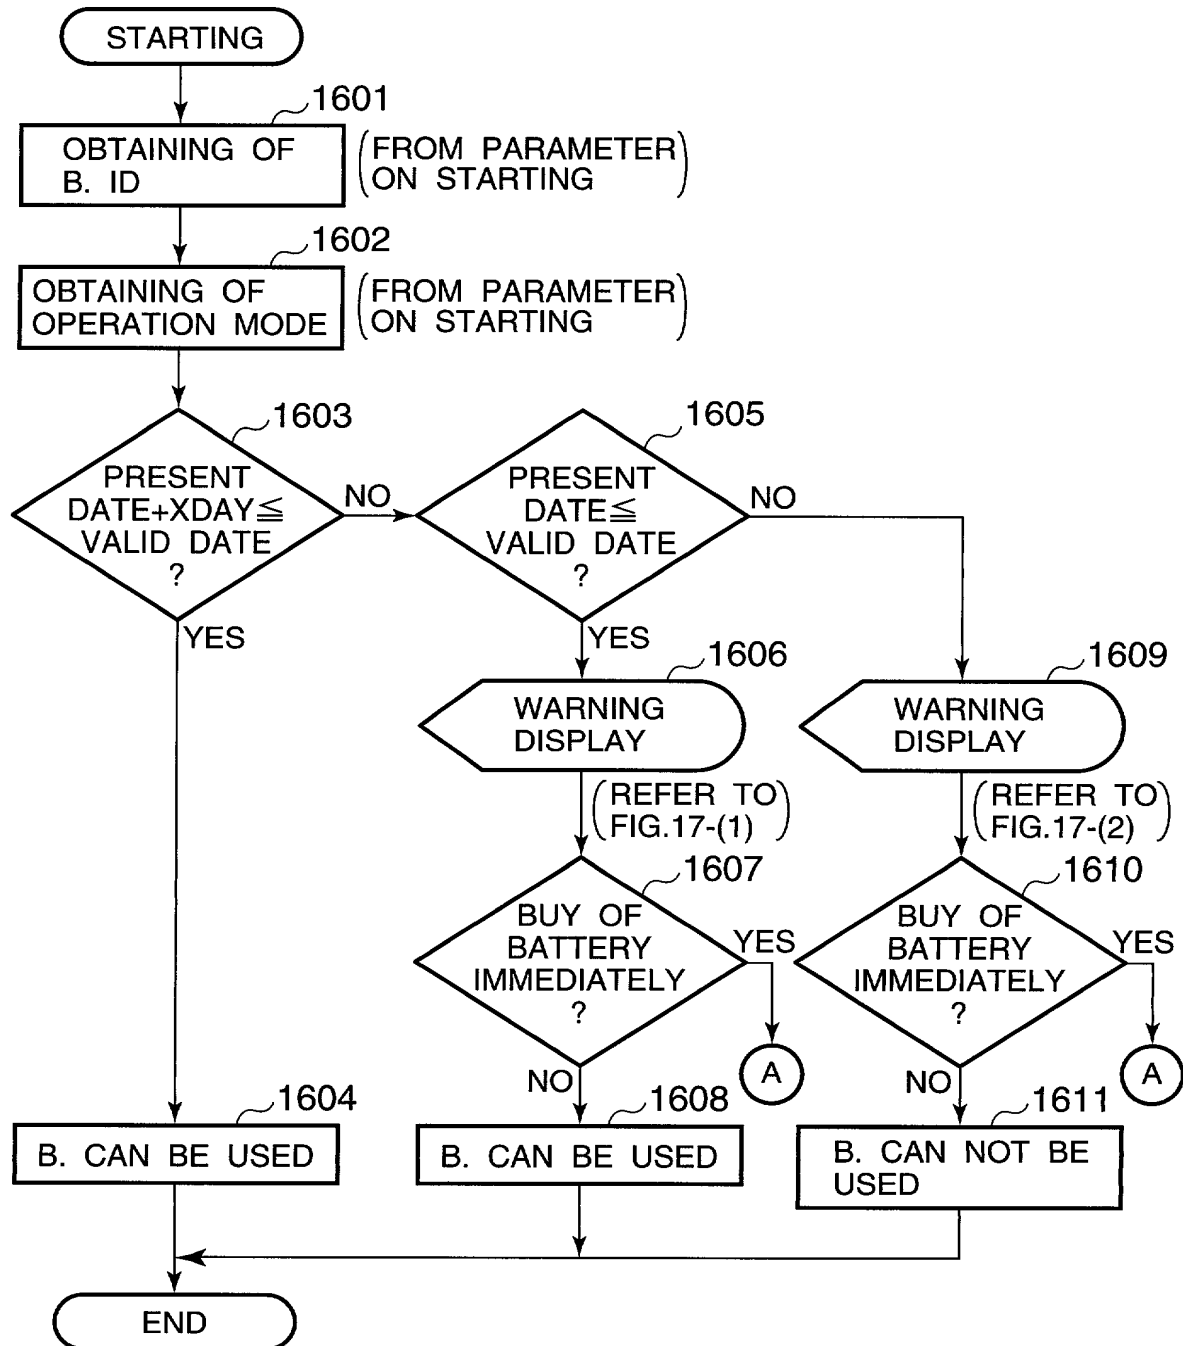 STARTING
1601
OBTAINING OF
B. ID
(FROM PARAMETER
ON STARTING)
1602
OBTAINING OF
OPERATION MODE
(FROM PARAMETER
ON STARTING)
1603
PRESENT
DATE+XDAY≦
VALID DATE
?
NO
YES
1605
PRESENT
DATE≦
VALID DATE
?
NO
YES
1606
WARNING
DISPLAY
(REFER TO
FIG.17-(1))
1609
WARNING
DISPLAY
(REFER TO
FIG.17-(2))
1607
BUY OF
BATTERY
IMMEDIATELY
?
YES
A
NO
1610
BUY OF
BATTERY
IMMEDIATELY
?
YES
A
NO
1604
B. CAN BE USED
1608
B. CAN BE USED
1611
B. CAN NOT BE
USED
END